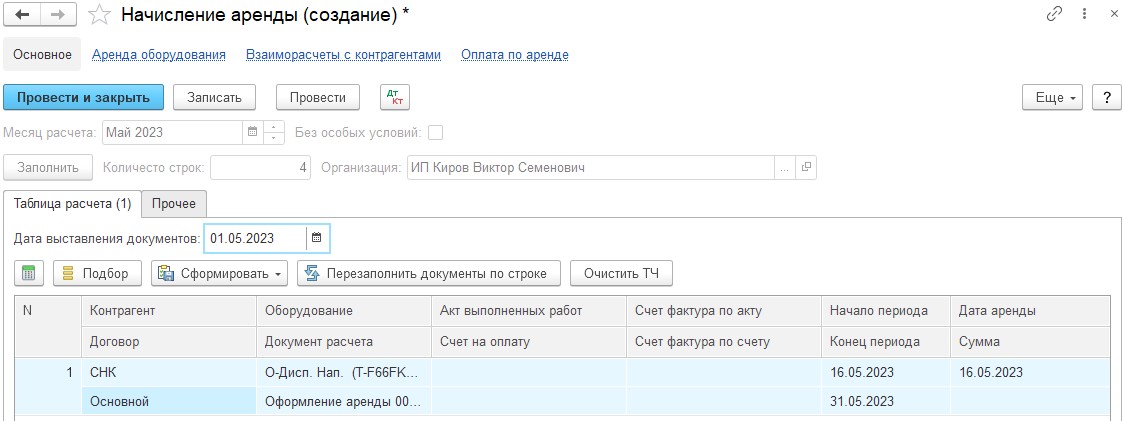 Начисление аренды (создание) *
Основное Аренда оборудования Взаиморасчеты с контрагентами Оплата по аренде
Провести и закрыть Записать Провести Дт Кт Еще ?
Месяц расчета: Май 2023 Без особых условий:
Заполнить Количесто строк: 4 Организация: ИП Киров Виктор Семенович ...
Таблица расчета (1) Прочее
Дата выставления документов: 01.05.2023
Подбор Сформировать Перезаполнить документы по строке Очистить ТЧ
N Контрагент Оборудование Акт выполненных работ Счет фактура по акту Начало периода Дата аренды
Договор Документ расчета Счет на оплату Счет фактура по счету Конец периода Сумма
1 СНК О-Дисп. Нап. (T-F66FK... 16.05.2023 16.05.2023
Основной Оформление аренды 00... 31.05.2023